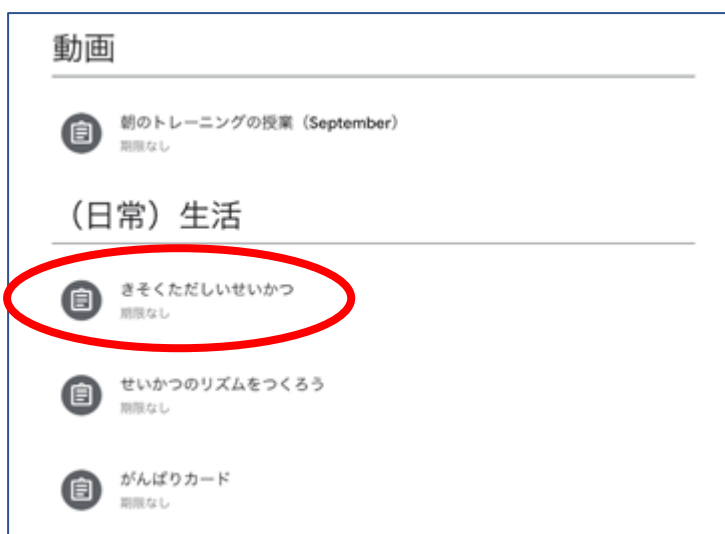 動画
朝のトレーニングの授業（September）
期限なし
（日常）生活
きそくただしいせいかつ
期限なし
せいかつのリズムをつくろう
期限なし
がんばりカード
期限なし